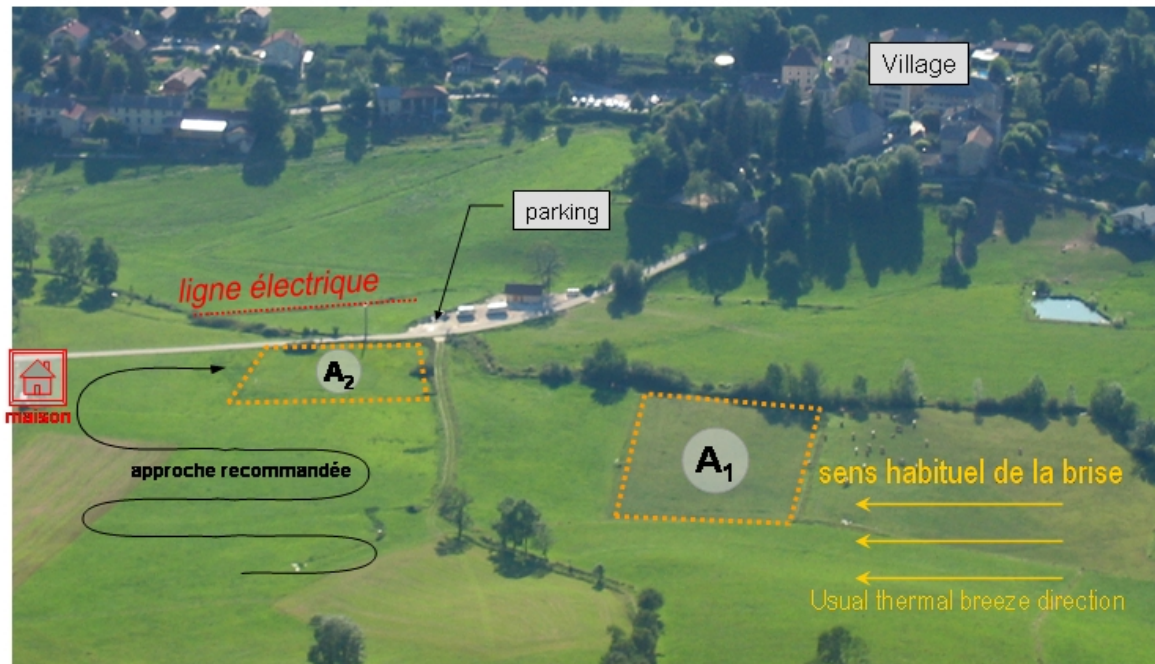 Village
parking
ligne électrique
A2
maison
approche recommandée
A1
sens habituel de la brise
Usual thermal breeze direction